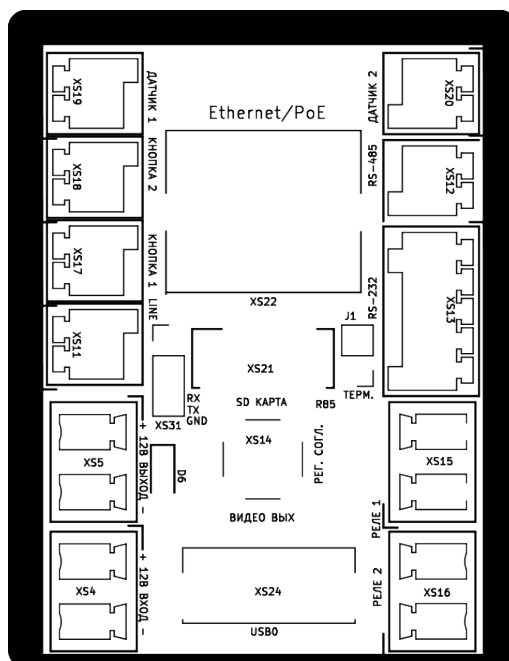 XS19
ДАТЧИК 1
Ethernet/PoE
ДАТЧИК 2
XS20
XS18
КНОПКА 2
RS-485
XS12
XS17
КНОПКА 1
XS22
RS-232
XS13
XS11
LINE
J1
XS21
ТЕРМ.
RX
TX
GND
XS31
SD КАРТА
R85
XS14
РЕГ. СОГЛ.
XS5
+ 12В ВЫХОД -
D6
XS15
РЕЛЕ 1
ВИДЕО ВЫХ
XS4
+ 12В ВХОД -
XS24
РЕЛЕ 2
XS16
USB0